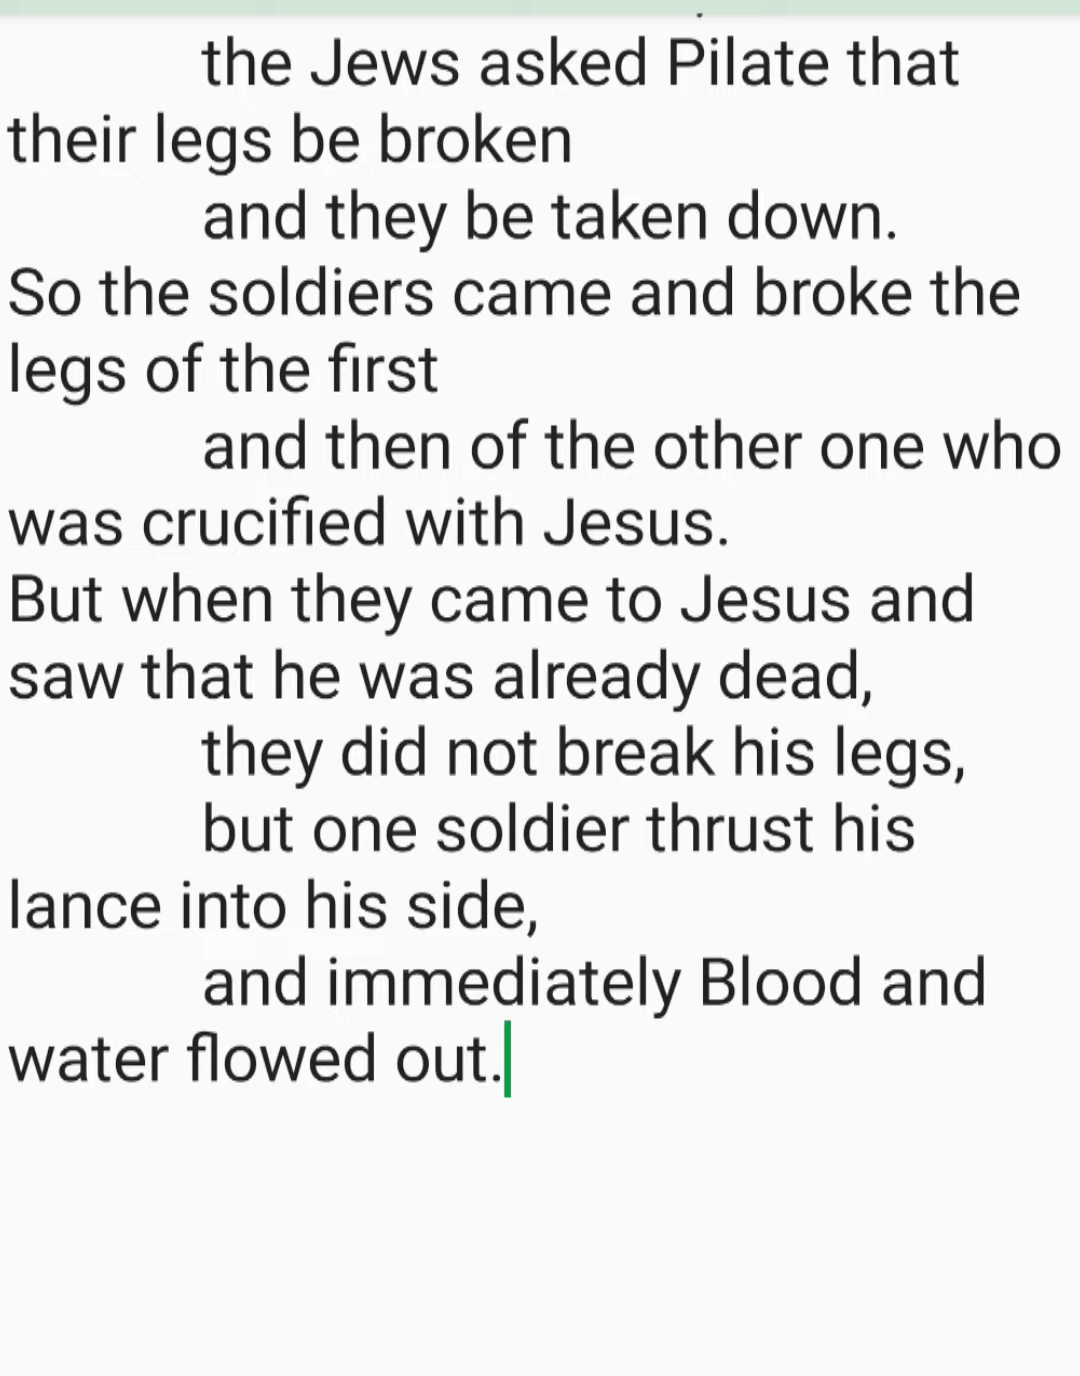 the Jews asked Pilate that
their legs be broken
and they be taken down.
So the soldiers came and broke the
legs of the first
and then of the other one who
was crucified with Jesus.
But when they came to Jesus and
saw that he was already dead,
they did not break his legs,
but one soldier thrust his
lance into his side,
and immediately Blood and
water flowed out.